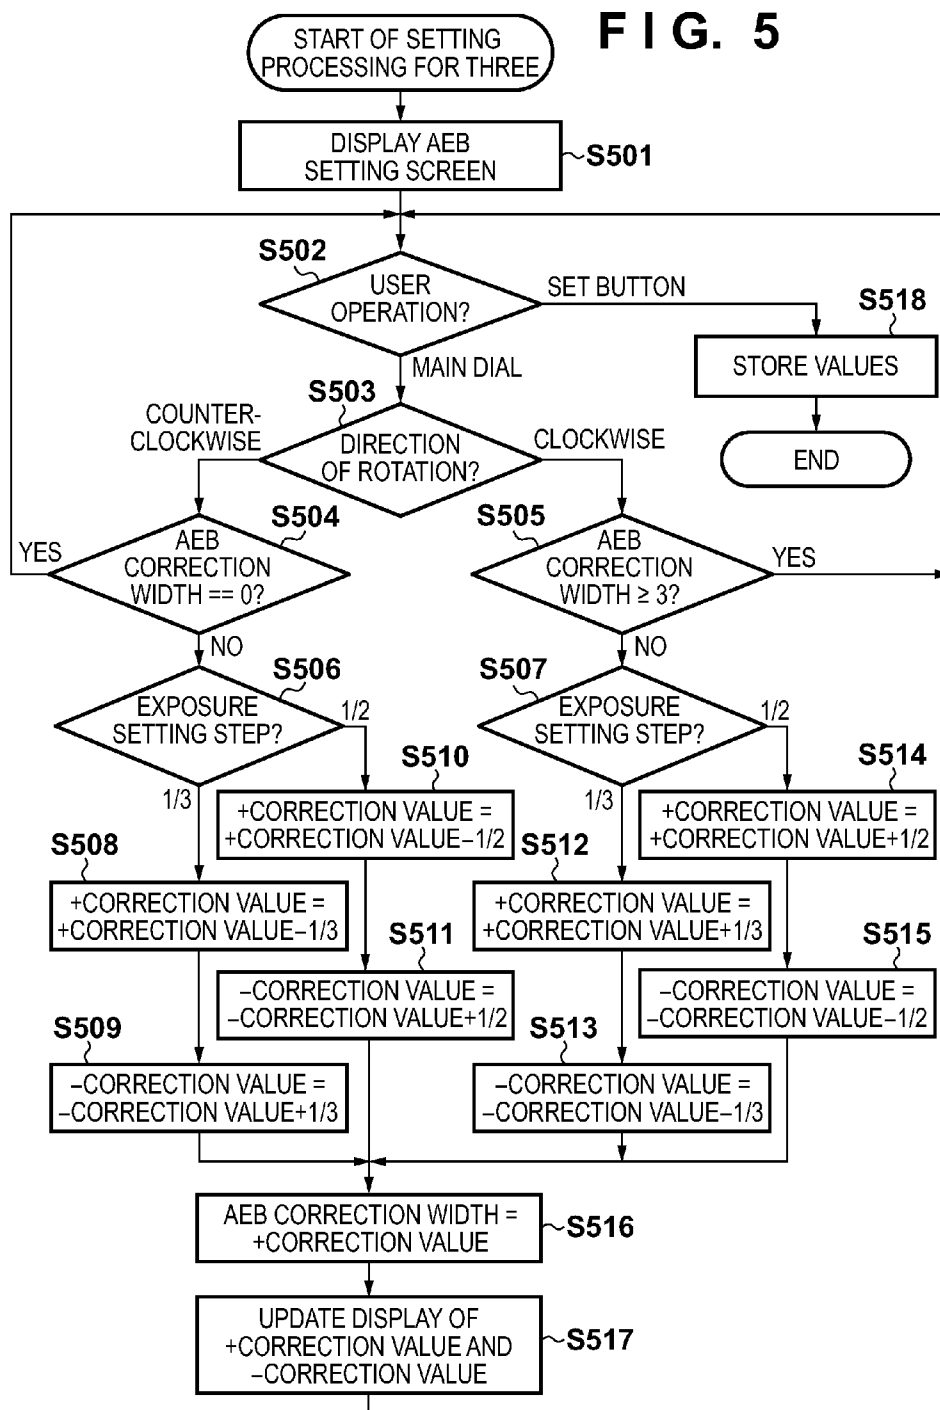 FIG. 5
START OF SETTING
PROCESSING FOR THREE
DISPLAY AEB
SETTING SCREEN
S501
S502
USER
OPERATION?
SET BUTTON
S518
STORE VALUES
END
MAIN DIAL
S503
COUNTER-
CLOCKWISE
DIRECTION
OF ROTATION?
CLOCKWISE
S504
YES
AEB
CORRECTION
WIDTH == 0?
NO
S505
AEB
CORRECTION
WIDTH ≥ 3?
YES
NO
S506
EXPOSURE
SETTING STEP?
1/2
1/3
S507
EXPOSURE
SETTING STEP?
1/2
1/3
S510
+CORRECTION VALUE =
+CORRECTION VALUE–1/2
S514
+CORRECTION VALUE =
+CORRECTION VALUE+1/2
S508
+CORRECTION VALUE =
+CORRECTION VALUE–1/3
S512
+CORRECTION VALUE =
+CORRECTION VALUE+1/3
S511
–CORRECTION VALUE =
–CORRECTION VALUE+1/2
S515
–CORRECTION VALUE =
–CORRECTION VALUE–1/2
S509
–CORRECTION VALUE =
–CORRECTION VALUE+1/3
S513
–CORRECTION VALUE =
–CORRECTION VALUE–1/3
AEB CORRECTION WIDTH =
+CORRECTION VALUE
S516
UPDATE DISPLAY OF
+CORRECTION VALUE AND
–CORRECTION VALUE
S517